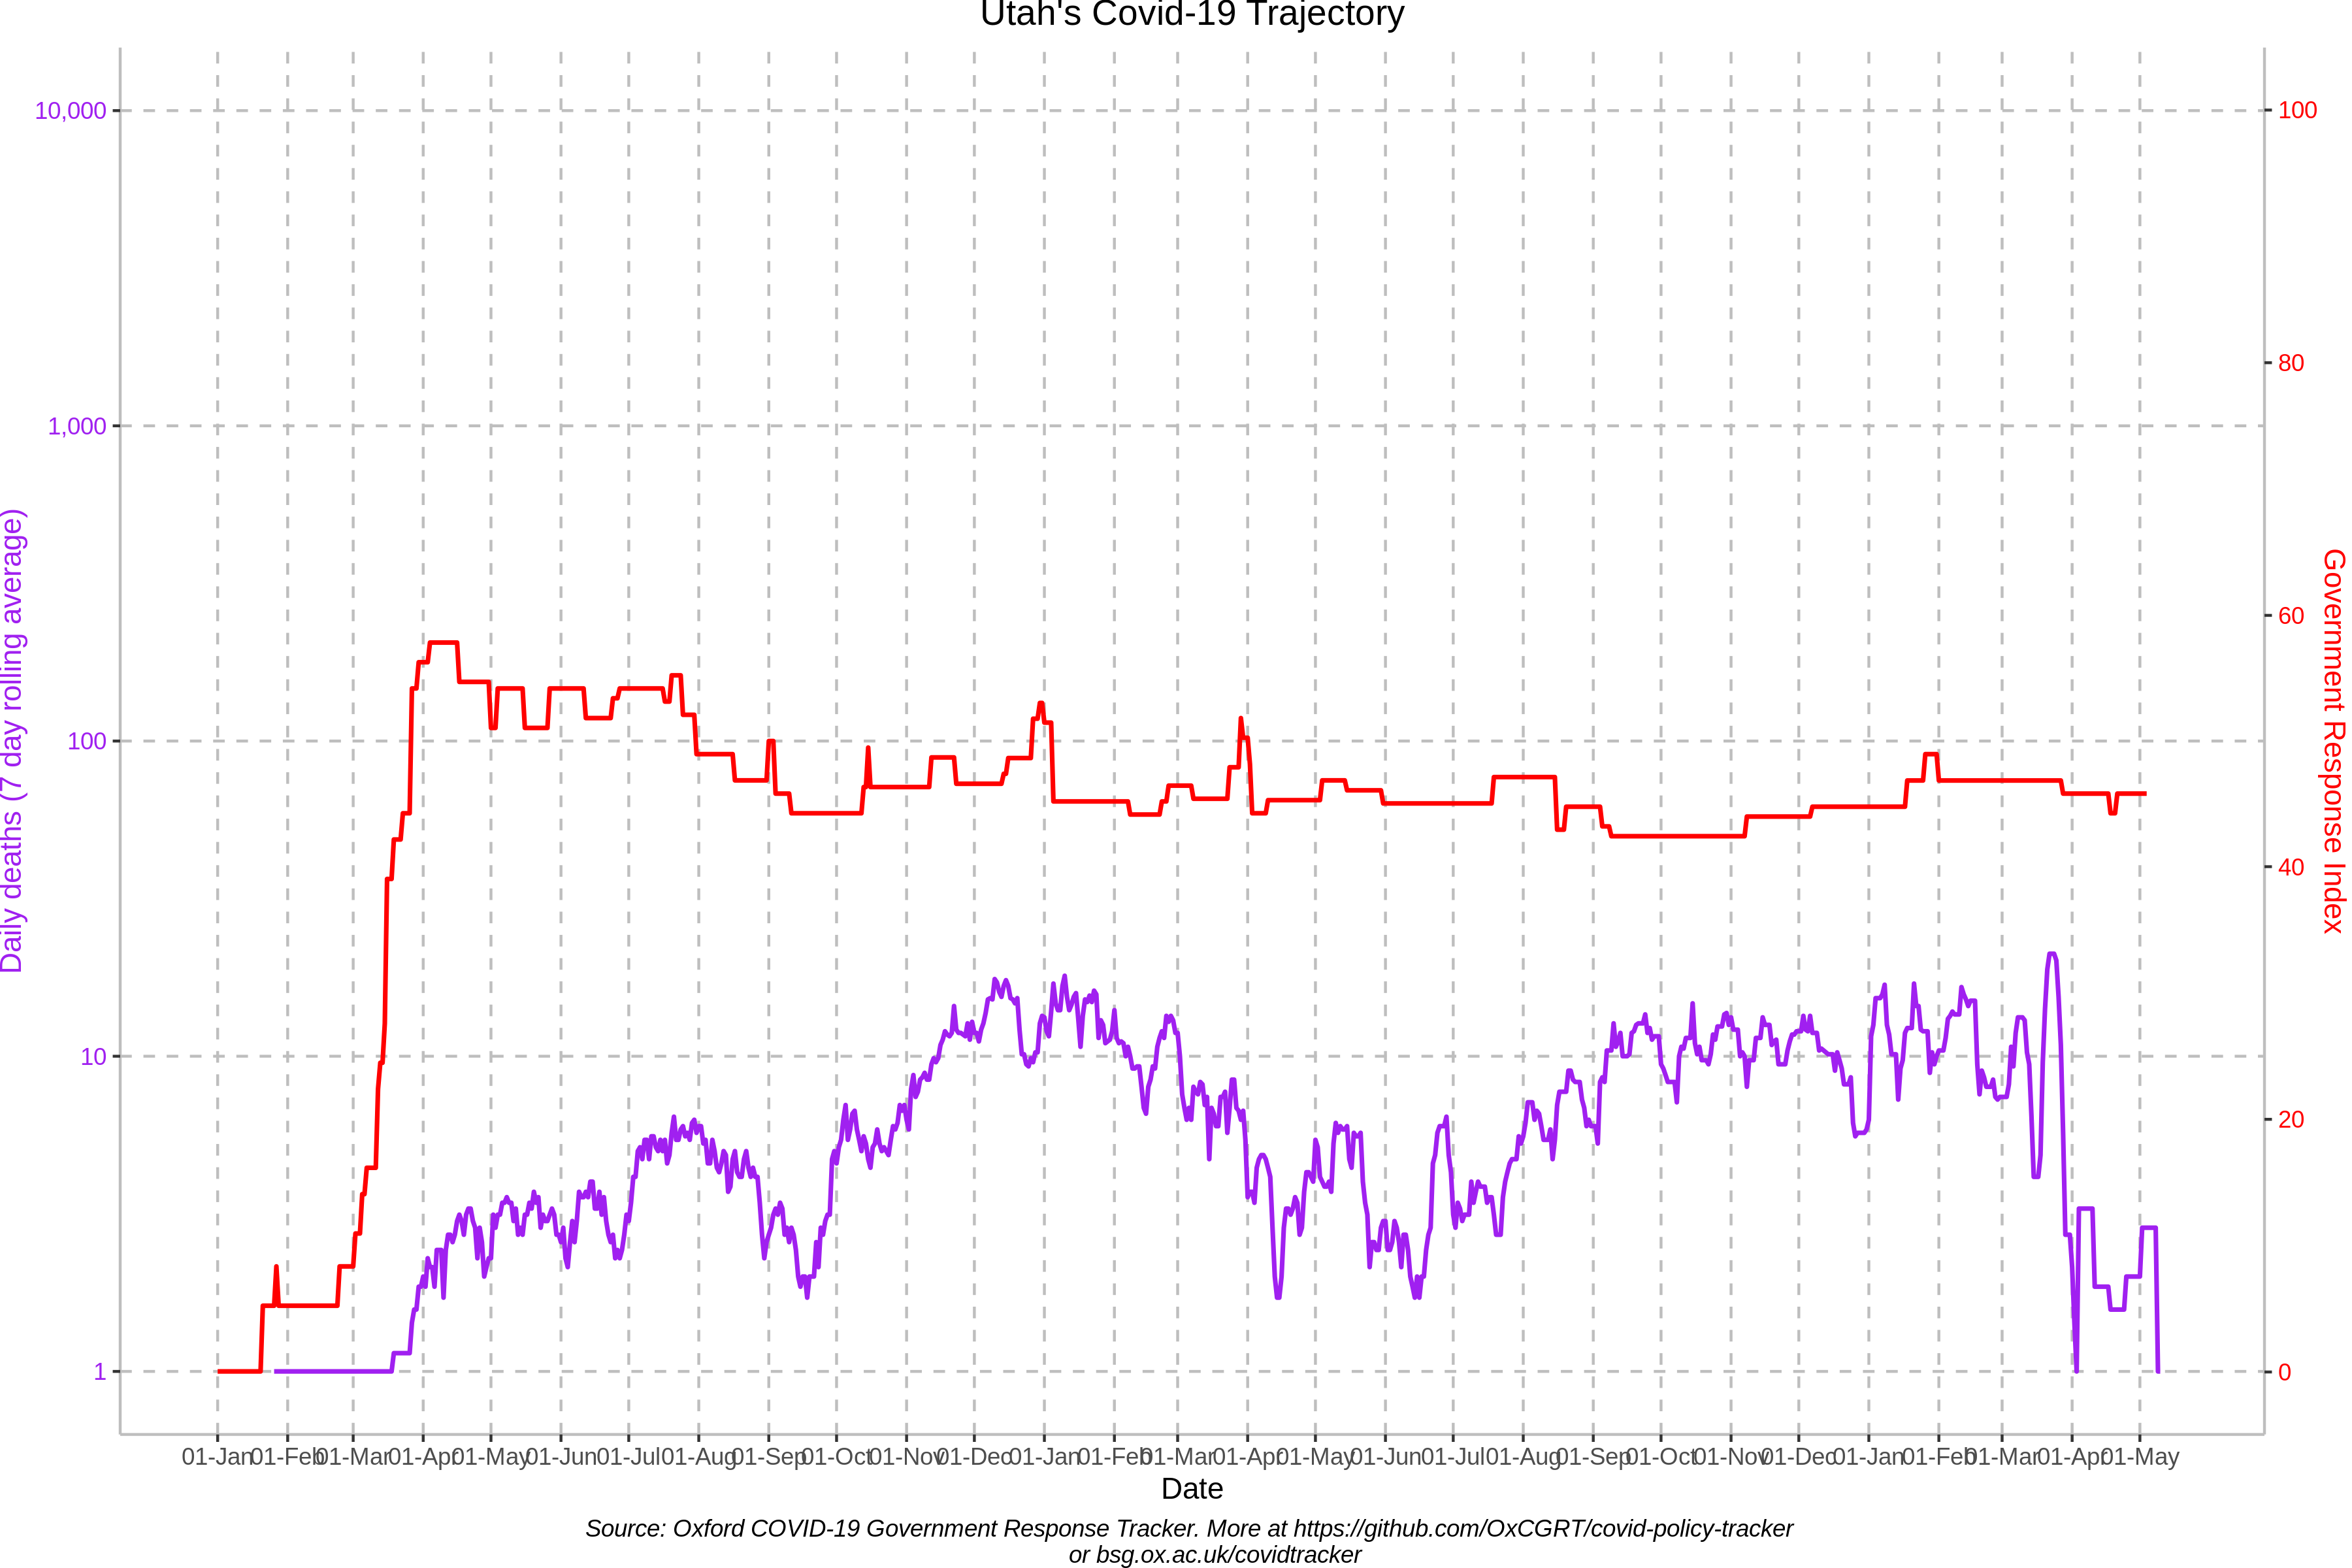 Utah's Covid-19 Trajectory
10,000
1,000
100
10
1
Daily deaths (7 day rolling average)
100
80
60
40
20
0
Government Response Index
01-Jan
01-Feb
01-Mar
01-Apr
01-May
01-Jun
01-Jul
01-Aug
01-Sep
01-Oct
01-Nov
01-Dec
01-Jan
01-Feb
01-Mar
01-Apr
01-May
01-Jun
01-Jul
01-Aug
01-Sep
01-Oct
01-Nov
01-Dec
01-Jan
01-Feb
01-Mar
01-Apr
01-May
Date
Source: Oxford COVID-19 Government Response Tracker. More at https://github.com/OxCGRT/covid-policy-tracker
or bsg.ox.ac.uk/covidtracker